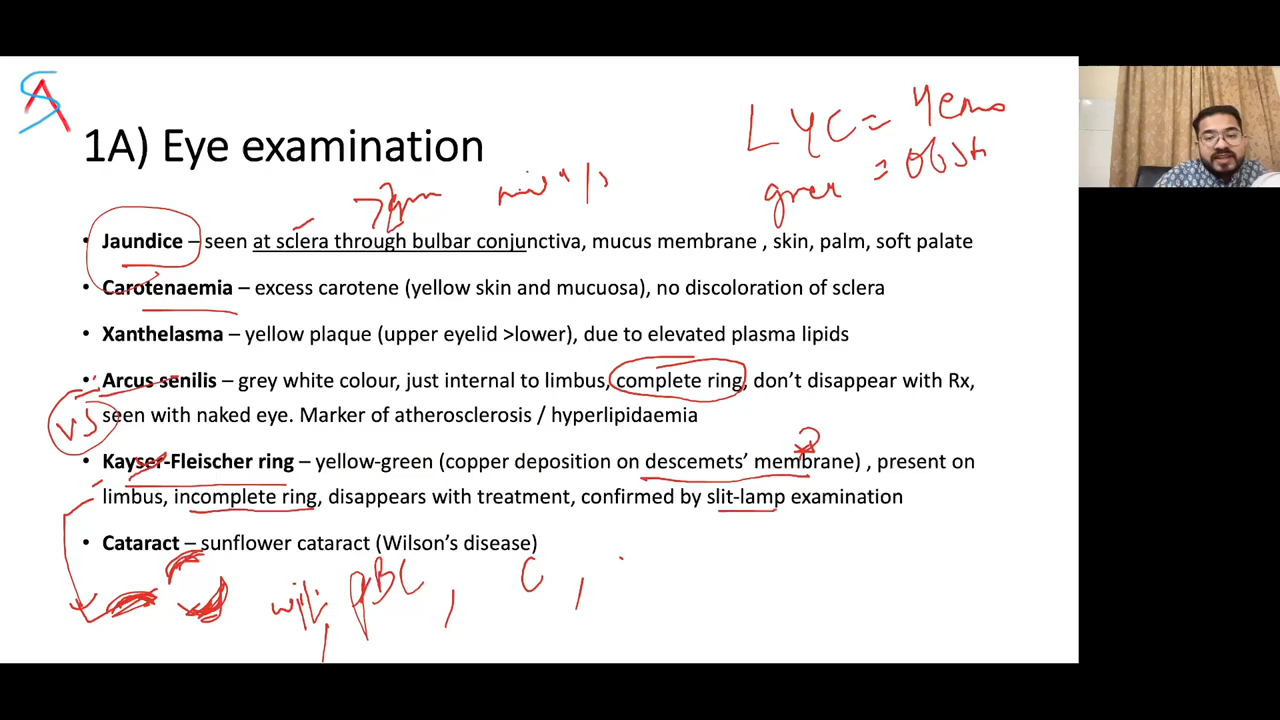 SA
LYC = Hemo
1A) Eye examination
= Obst
• Jaundice – seen at sclera through bulbar conjunctiva, mucus membrane , skin, palm, soft palate
• Carotenaemia – excess carotene (yellow skin and mucuosa), no discoloration of sclera
• Xanthelasma – yellow plaque (upper eyelid >lower), due to elevated plasma lipids
• Arcus senilis – grey white colour, just internal to limbus, complete ring, don’t disappear with Rx,
seen with naked eye. Marker of atherosclerosis / hyperlipidaemia
VS
• Kayser-Fleischer ring – yellow-green (copper deposition on descemets’ membrane) , present on
limbus, incomplete ring, disappears with treatment, confirmed by slit-lamp examination
• Cataract – sunflower cataract (Wilson’s disease)
PBC , C ,